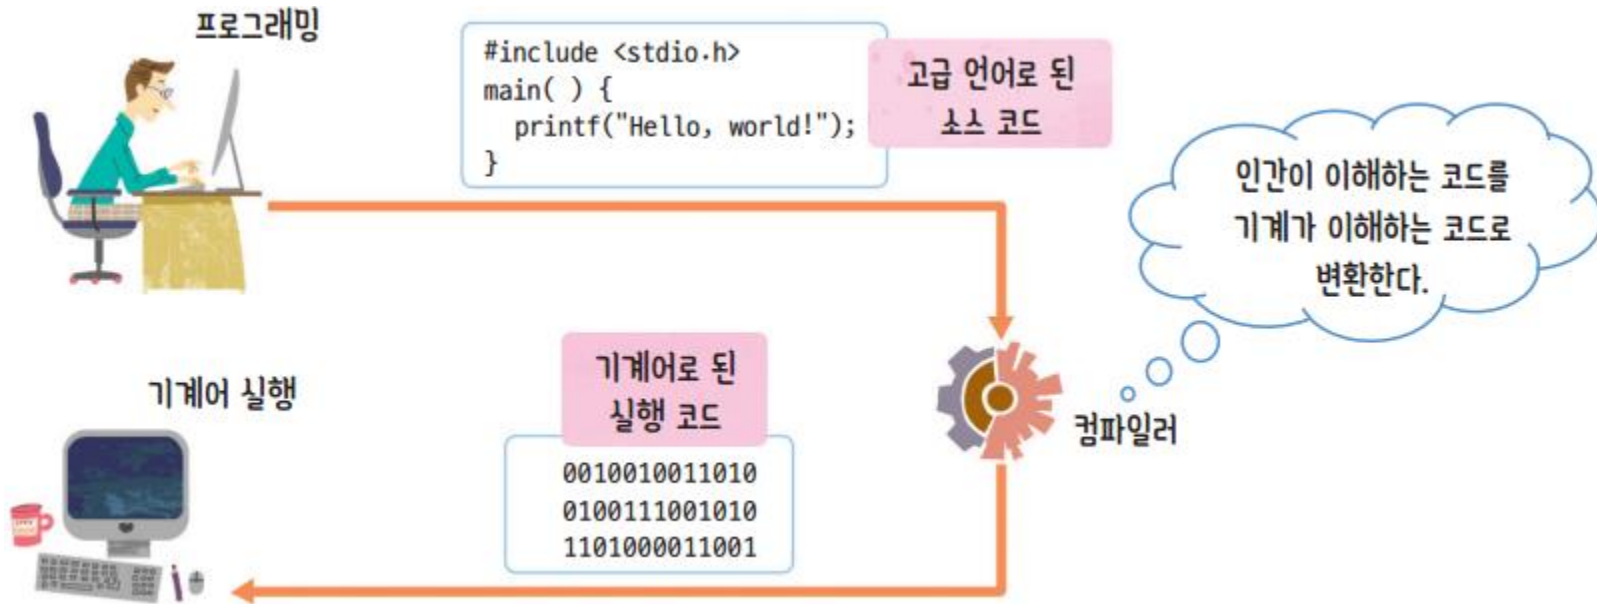 프로그래밍
#include <stdio.h>
main( ) {
  printf("Hello, world!");
}
고급 언어로 된
소스 코드
인간이 이해하는 코드를
기계가 이해하는 코드로
변환한다.
컴파일러
기계어로 된
실행 코드
0010010011010
0100111001010
1101000011001
기계어 실행